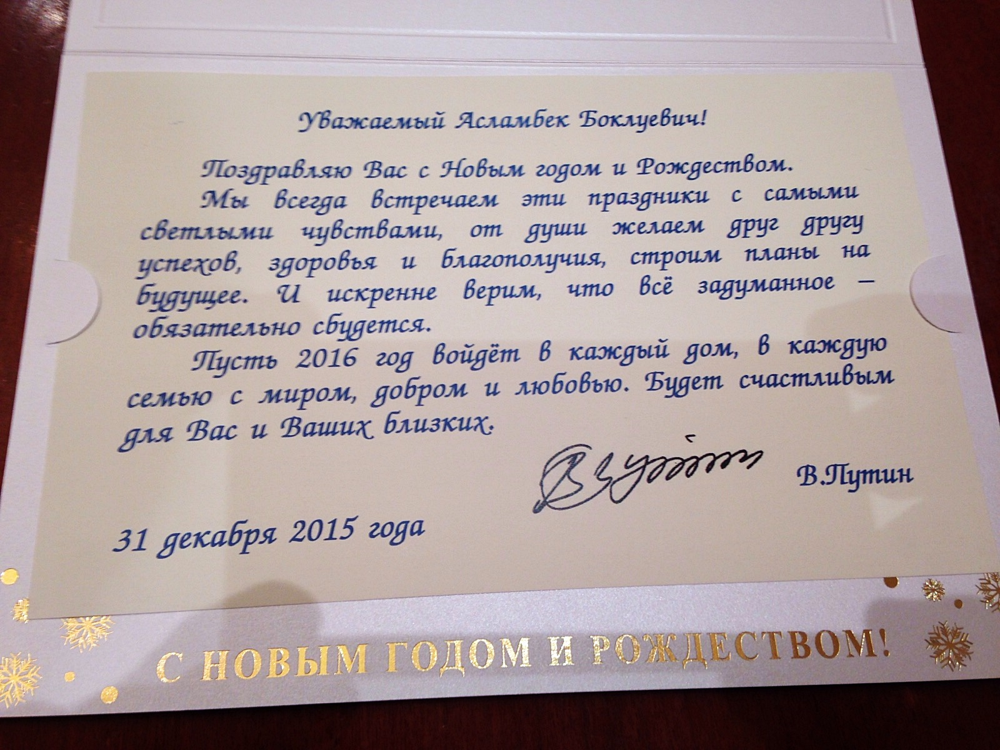 Уважаемый Асламбек Боклуевич!
Поздравляю Вас с Новым годом и Рождеством.
Мы всегда встречаем эти праздники с самыми
светлыми чувствами, от души желаем друг другу
успехов, здоровья и благополучия, строим планы на
будущее. И искренне верим, что всё задуманное –
обязательно сбудется.
Пусть 2016 год войдёт в каждый дом, в каждую
семью с миром, добром и любовью. Будет счастливым
для Вас и Ваших близких.
В.Путин
31 декабря 2015 года
С НОВЫМ ГОДОМ И РОЖДЕСТВОМ!